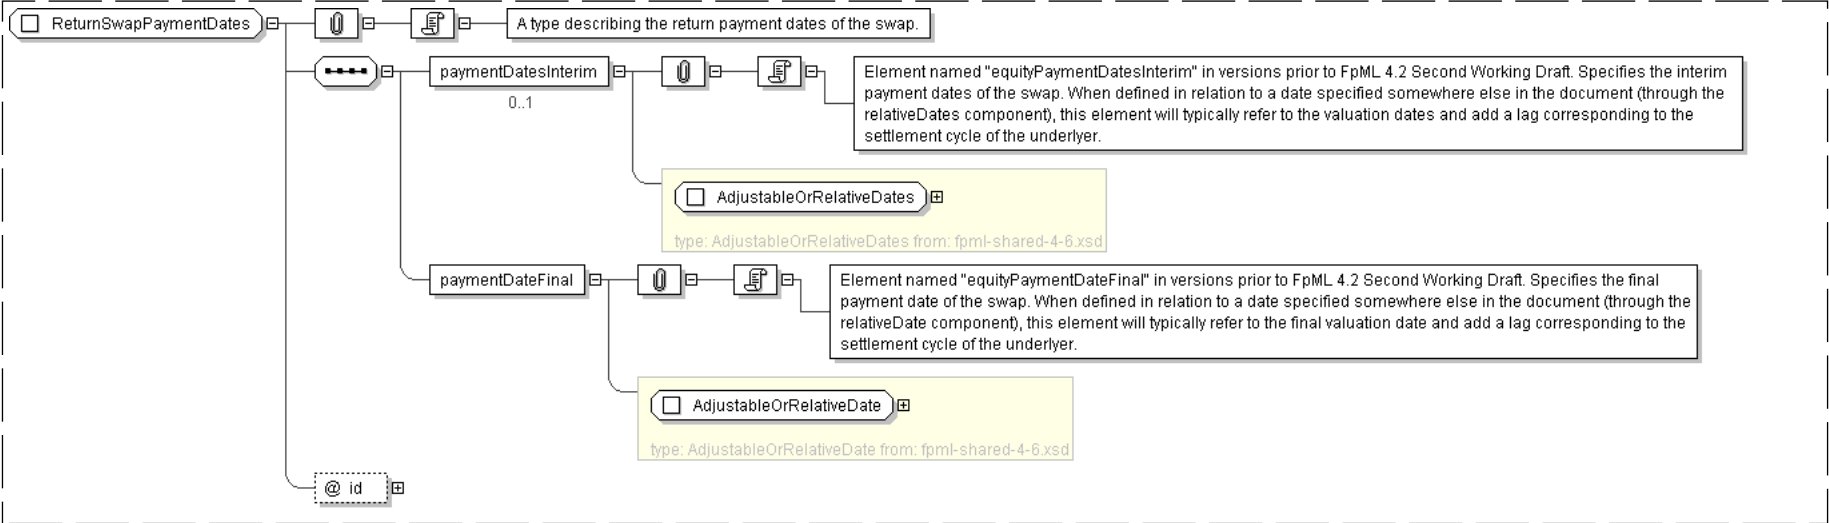 ReturnSwapPaymentDates
A type describing the return payment dates of the swap.
paymentDatesInterim
0..1
Element named "equityPaymentDatesInterim" in versions prior to FpML 4.2 Second Working Draft. Specifies the interim
payment dates of the swap. When defined in relation to a date specified somewhere else in the document (through the
relativeDates component), this element will typically refer to the valuation dates and add a lag corresponding to the
settlement cycle of the underlyer.
AdjustableOrRelativeDates
type: AdjustableOrRelativeDates from: fpml-shared-4-6.xsd
paymentDateFinal
Element named "equityPaymentDateFinal" in versions prior to FpML 4.2 Second Working Draft. Specifies the final
payment date of the swap. When defined in relation to a date specified somewhere else in the document (through the
relativeDate component), this element will typically refer to the final valuation date and add a lag corresponding to the
settlement cycle of the underlyer.
AdjustableOrRelativeDate
type: AdjustableOrRelativeDate from: fpml-shared-4-6.xsd
@ id